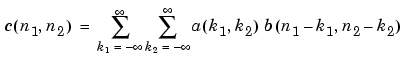 c(n₁, n₂) = ∑_{k₁ = −∞}^{∞} ∑_{k₂ = −∞}^{∞} a(k₁, k₂) b(n₁ − k₁, n₂ − k₂)